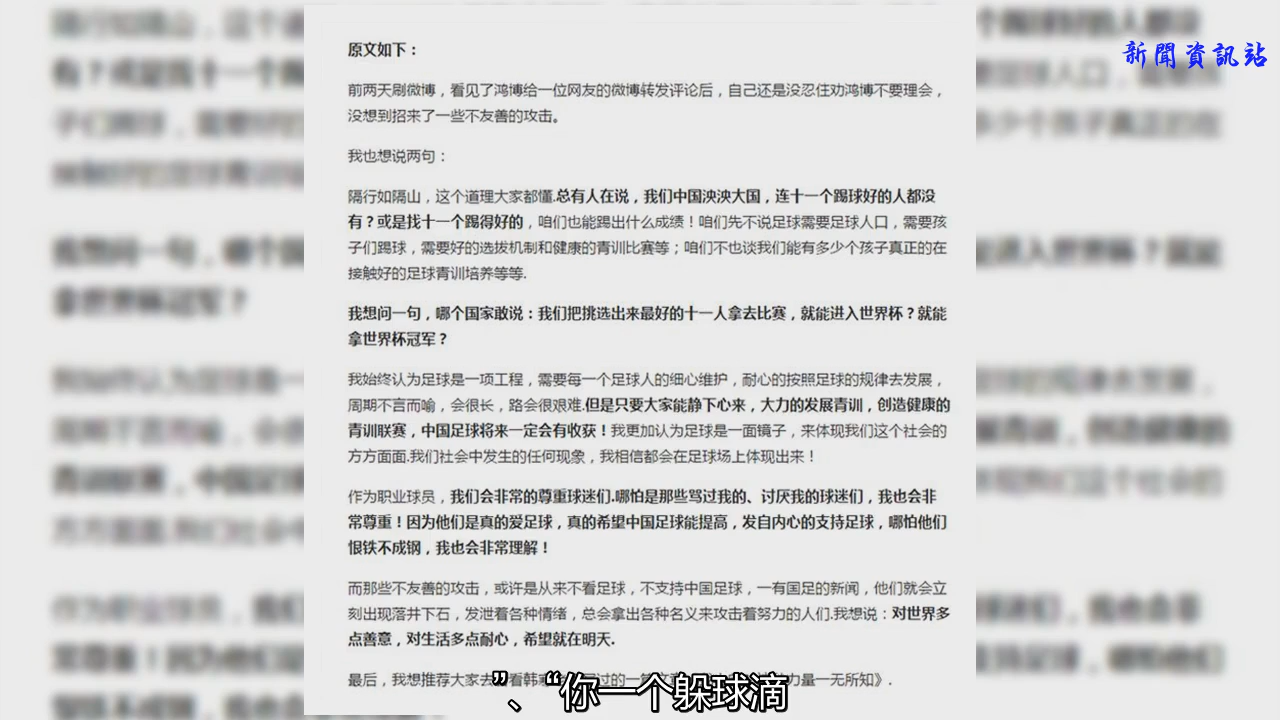 新聞資訊站
原文如下：
前两天刷微博，看见了鸿博给一位网友的微博转发评论后，自己还是没忍住劝鸿博不要理会，
没想到招来了一些不友善的攻击。
我也想说两句：
隔行如隔山，这个道理大家都懂.总有人在说，我们中国泱泱大国，连十一个踢球好的人都没
有？或是找十一个踢得好的，咱们也能踢出什么成绩！咱们先不说足球需要足球人口，需要孩
子们踢球，需要好的选拔机制和健康的青训比赛等；咱们不也谈我们能有多少个孩子真正的在
接触好的足球青训培养等等.
我想问一句，哪个国家敢说：我们把挑选出来最好的十一人拿去比赛，就能进入世界杯？就能
拿世界杯冠军？
我始终认为足球是一项工程，需要每一个足球人的细心维护，耐心的按照足球的规律去发展，
周期不言而喻，会很长，路会很艰难.但是只要大家能静下心来，大力的发展青训，创造健康的
青训联赛，中国足球将来一定会有收获！我更加认为足球是一面镜子，来体现我们这个社会的
方方面面.我们社会中发生的任何现象，我相信都会在足球场上体现出来！
作为职业球员，我们会非常的尊重球迷们.哪怕是那些骂过我的、讨厌我的球迷们，我也会非
常尊重！因为他们是真的爱足球，真的希望中国足球能提高，发自内心的支持足球，哪怕他们
恨铁不成钢，我也会非常理解！
而那些不友善的攻击，或许是从来不看足球，不支持中国足球，一有国足的新闻，他们就会立
刻出现落井下石，发泄着各种情绪，总会拿出各种名义来攻击着努力的人们.我想说：对世界多
点善意，对生活多点耐心，希望就在明天.
最后，我想推荐大家去看韩过的一力量一无所知》.
”、“你一个躲球滴